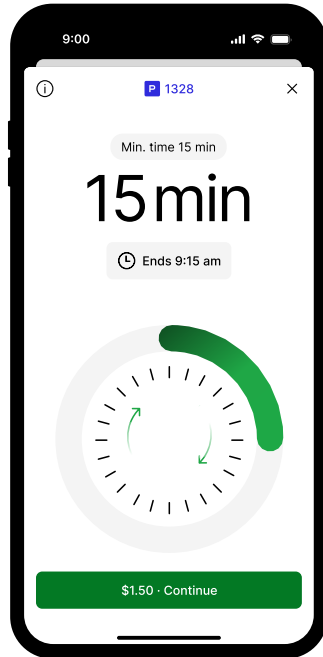 9:00
P 1328
Min. time 15 min
15 min
Ends 9:15 am
$1.50 · Continue